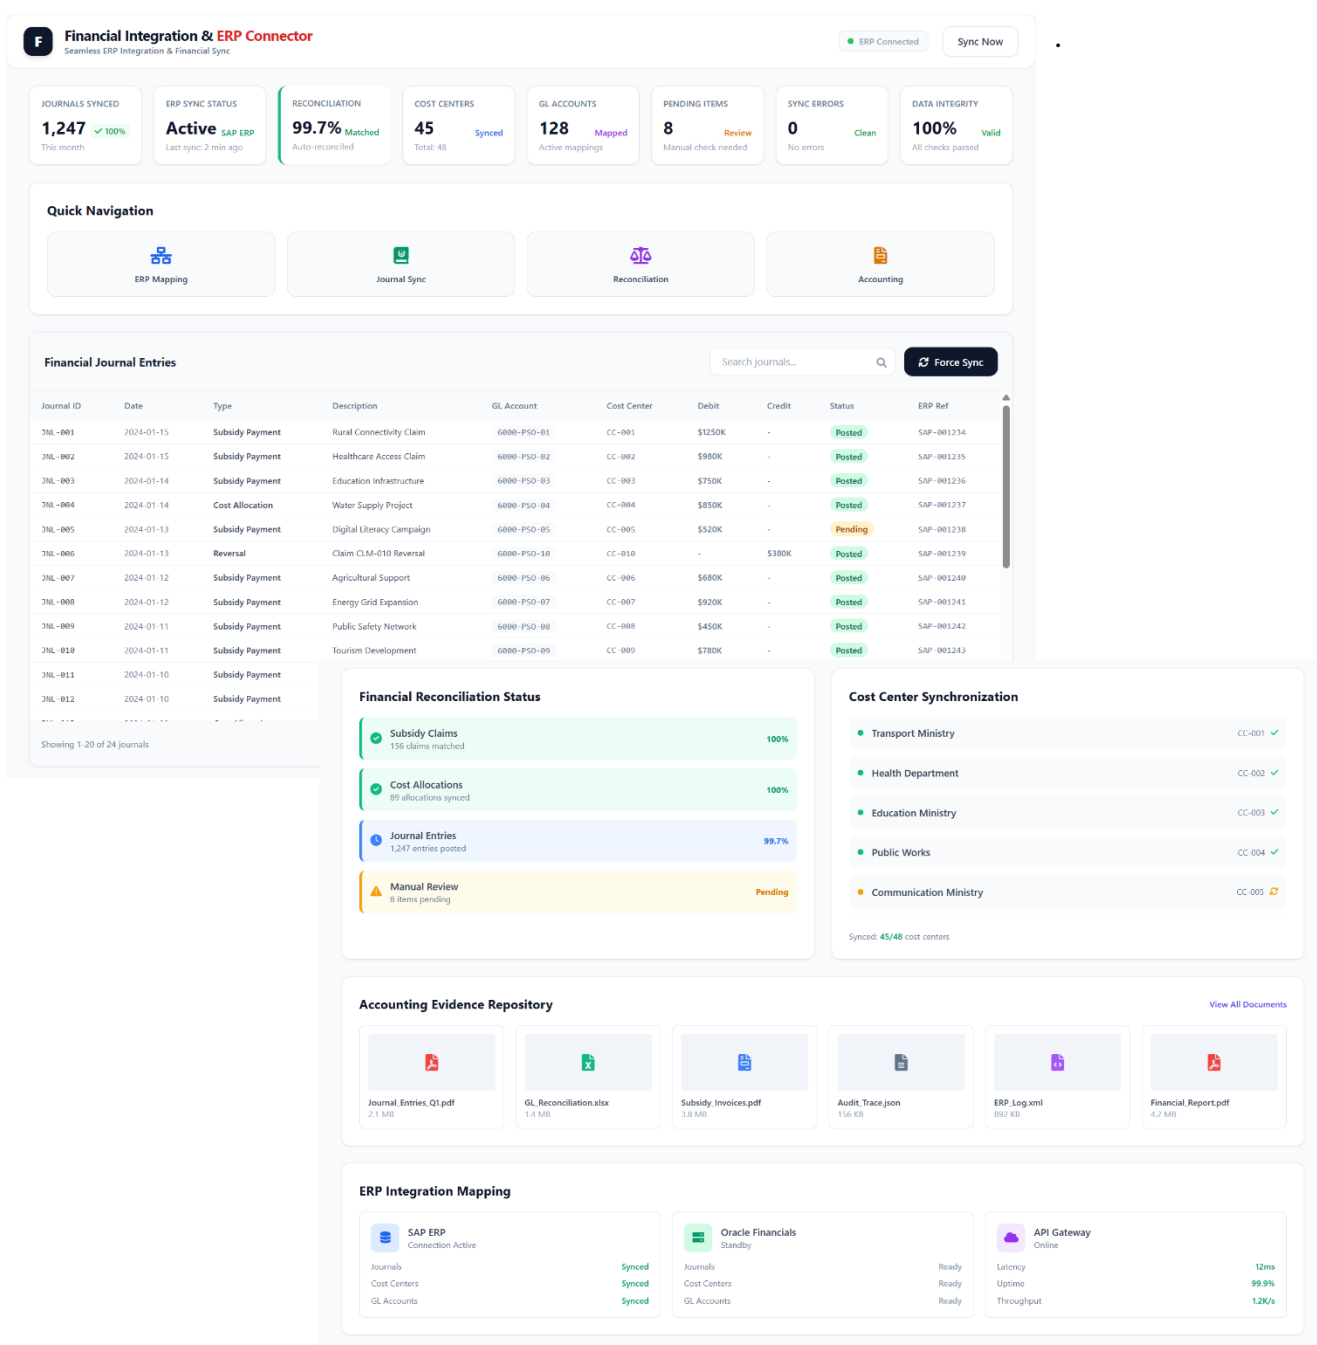 F
Financial Integration & ERP Connector
Seamless ERP Integration & Financial Sync
ERP Connected
Sync Now
.
JOURNALS SYNCED
1,247 100%
This month
ERP SYNC STATUS
Active SAP ERP
Last sync: 2 min ago
RECONCILIATION
99.7% Matched
Auto-reconciled
COST CENTERS
45 Synced
Total: 48
GL ACCOUNTS
128 Mapped
Active mappings
PENDING ITEMS
8 Review
Manual check needed
SYNC ERRORS
0 Clean
No errors
DATA INTEGRITY
100% Valid
All checks passed
Quick Navigation
ERP Mapping
Journal Sync
Reconciliation
Accounting
Financial Journal Entries
Search journals...
Force Sync
Journal ID Date Type Description GL Account Cost Center Debit Credit Status ERP Ref
JNL-001 2024-01-15 Subsidy Payment Rural Connectivity Claim 6000-PSO-01 CC-001 $1250K - Posted SAP-001234
JNL-002 2024-01-15 Subsidy Payment Healthcare Access Claim 6000-PSO-02 CC-002 $980K - Posted SAP-001235
JNL-003 2024-01-14 Subsidy Payment Education Infrastructure 6000-PSO-03 CC-003 $750K - Posted SAP-001236
JNL-004 2024-01-14 Cost Allocation Water Supply Project 6000-PSO-04 CC-004 $850K - Posted SAP-001237
JNL-005 2024-01-13 Subsidy Payment Digital Literacy Campaign 6000-PSO-05 CC-005 $520K - Pending SAP-001238
JNL-006 2024-01-13 Reversal Claim CLM-010 Reversal 6000-PSO-10 CC-010 - $380K Posted SAP-001239
JNL-007 2024-01-12 Subsidy Payment Agricultural Support 6000-PSO-06 CC-006 $680K - Posted SAP-001240
JNL-008 2024-01-12 Subsidy Payment Energy Grid Expansion 6000-PSO-07 CC-007 $920K - Posted SAP-001241
JNL-009 2024-01-11 Subsidy Payment Public Safety Network 6000-PSO-08 CC-008 $450K - Posted SAP-001242
JNL-010 2024-01-11 Subsidy Payment Tourism Development 6000-PSO-09 CC-009 $780K - Posted SAP-001243
JNL-011 2024-01-10 Subsidy Payment
JNL-012 2024-01-10 Subsidy Payment
Showing 1-20 of 24 journals
Financial Reconciliation Status
Subsidy Claims
156 claims matched
100%
Cost Allocations
89 allocations synced
100%
Journal Entries
1,247 entries posted
99.7%
Manual Review
8 items pending
Pending
Cost Center Synchronization
Transport Ministry CC-001
Health Department CC-002
Education Ministry CC-003
Public Works CC-004
Communication Ministry CC-005
Synced: 45/48 cost centers
Accounting Evidence Repository
View All Documents
Journal_Entries_Q1.pdf
2.1 MB
GL_Reconciliation.xlsx
1.4 MB
Subsidy_Invoices.pdf
3.8 MB
Audit_Trace.json
156 KB
ERP_Log.xml
892 KB
Financial_Report.pdf
4.2 MB
ERP Integration Mapping
SAP ERP
Connection Active
Journals Synced
Cost Centers Synced
GL Accounts Synced
Oracle Financials
Standby
Journals Ready
Cost Centers Ready
GL Accounts Ready
API Gateway
Online
Latency 12ms
Uptime 99.9%
Throughput 1.2K/s